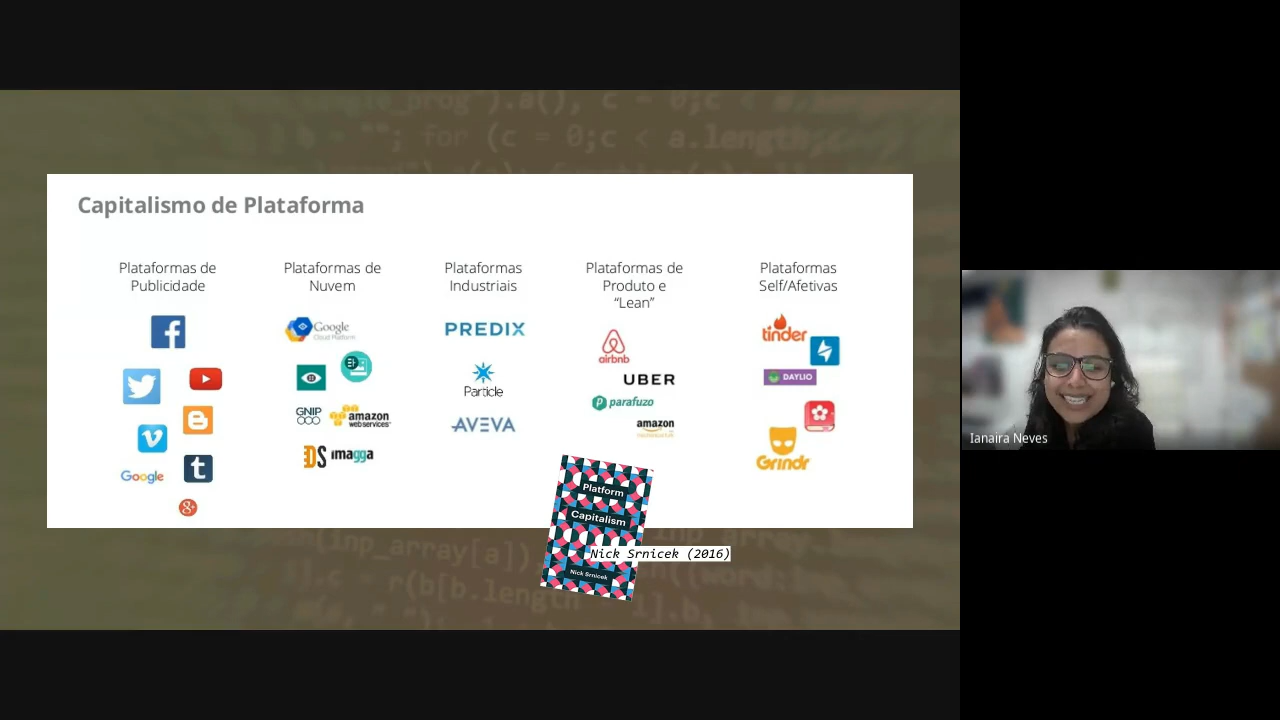 Capitalismo de Plataforma
Plataformas de
Publicidade
Google
Plataformas de
Nuvem
Google
Cloud Platform
GNIP
amazon
web services
DS imagga
Plataformas
Industriais
PREDIX
Particle
AVEVA
Plataformas de
Produto e
“Lean”
airbnb
UBER
parafuzo
amazon
Plataformas
Self/Afetivas
tinder
DAYLIO
Grindr
Platform
Capitalism
Nick Srnicek
Nick Srnicek (2016)
Ianaira Neves